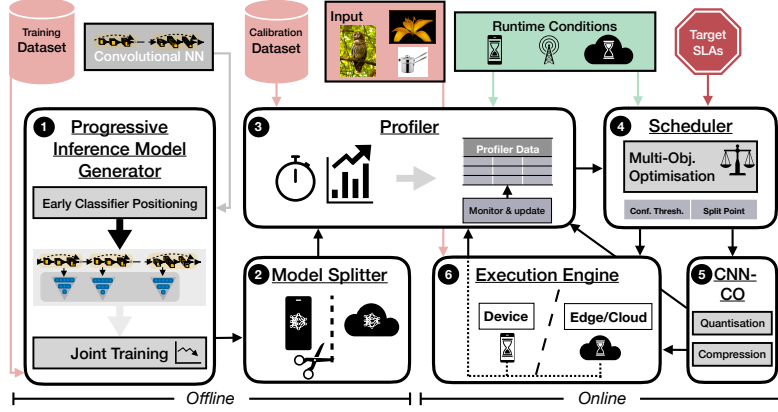 Training
Dataset
Convolutional NN
Calibration
Dataset
Input
Runtime Conditions
Target
SLAs
1
Progressive
Inference Model
Generator
Early Classifier Positioning
Joint Training
2
Model Splitter
3
Profiler
Profiler Data
Monitor & update
4
Scheduler
Multi-Obj.
Optimisation
Conf. Thresh.
Split Point
6
Execution Engine
Device
Edge/Cloud
5
CNN-
CO
Quantisation
Compression
Offline
Online